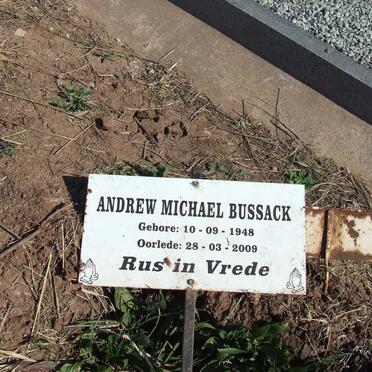 ANDREW MICHAEL BUSSACK
Gebore: 10 - 09 - 1948
Oorlede: 28 - 03 - 2009
Rus in Vrede